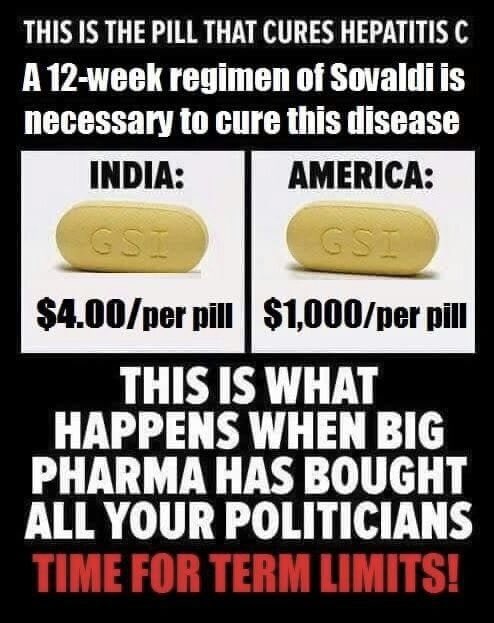 THIS IS THE PILL THAT CURES HEPATITIS C
A 12-week regimen of Sovaldi is
necessary to cure this disease
INDIA:
GSI
$4.00/per pill
AMERICA:
GSI
$1,000/per pill
THIS IS WHAT
HAPPENS WHEN BIG
PHARMA HAS BOUGHT
ALL YOUR POLITICIANS
TIME FOR TERM LIMITS!